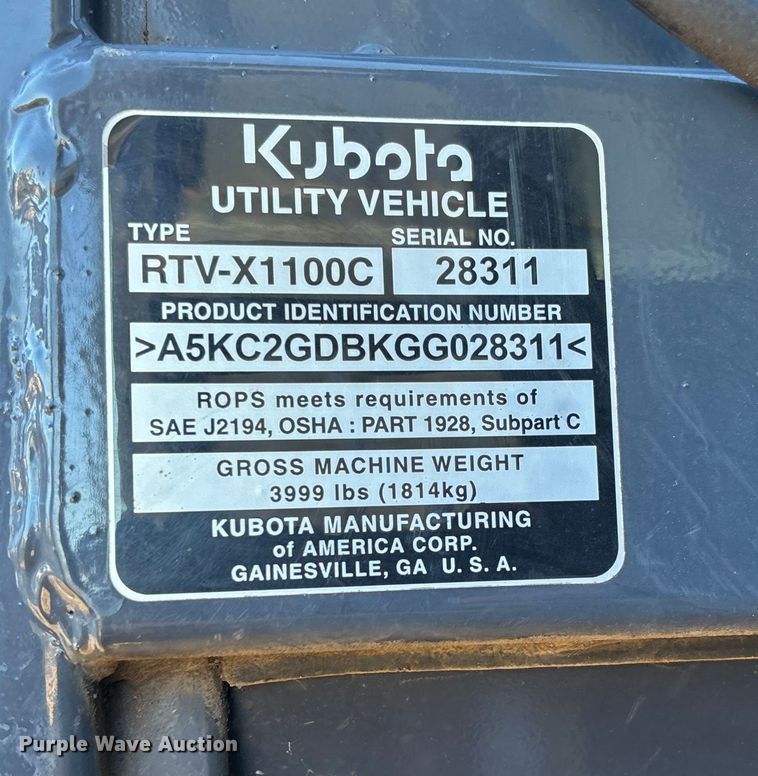 Kubota
UTILITY VEHICLE
TYPE SERIAL NO.
RTV-X1100C 28311
PRODUCT IDENTIFICATION NUMBER
>A5KC2GDBKGG028311<
ROPS meets requirements of
SAE J2194, OSHA : PART 1928, Subpart C
GROSS MACHINE WEIGHT
3999 lbs (1814kg)
KUBOTA MANUFACTURING
of AMERICA CORP.
GAINESVILLE, GA U. S. A.
Purple Wave Auction